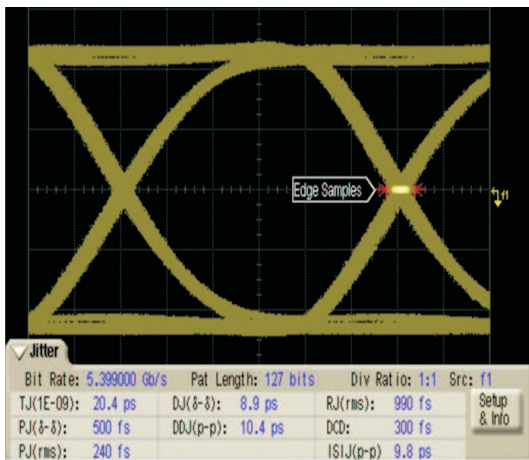 Edge Samples
f1
Jitter
Bit Rate: 5.399000 Gb/s Pat Length: 127 bits Div Ratio: 1:1 Src: f1
TJ(1E-09): 20.4 ps DJ(δ-δ): 8.9 ps RJ(rms): 990 fs
PJ(δ-δ): 500 fs DDJ(p-p): 10.4 ps DCD: 300 fs
PJ(rms): 240 fs ISIJ(p-p) 9.8 ps
Setup
& Info